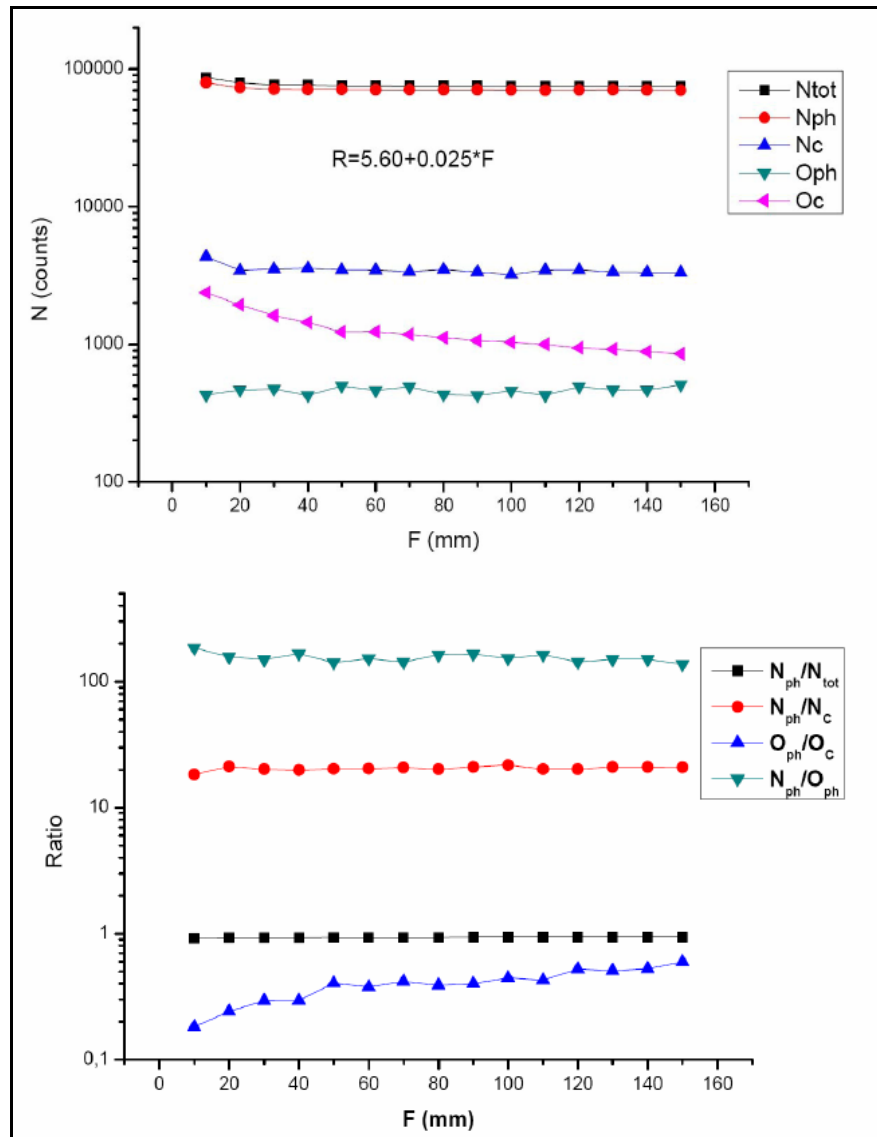 100000
10000
1000
100
N (counts)
R=5.60+0.025*F
Ntot
Nph
Nc
Oph
Oc
0 20 40 60 80 100 120 140 160
F (mm)
100
10
1
0,1
Ratio
Nph/Ntot
Nph/NC
Oph/OC
Nph/Oph
0 20 40 60 80 100 120 140 160
F (mm)